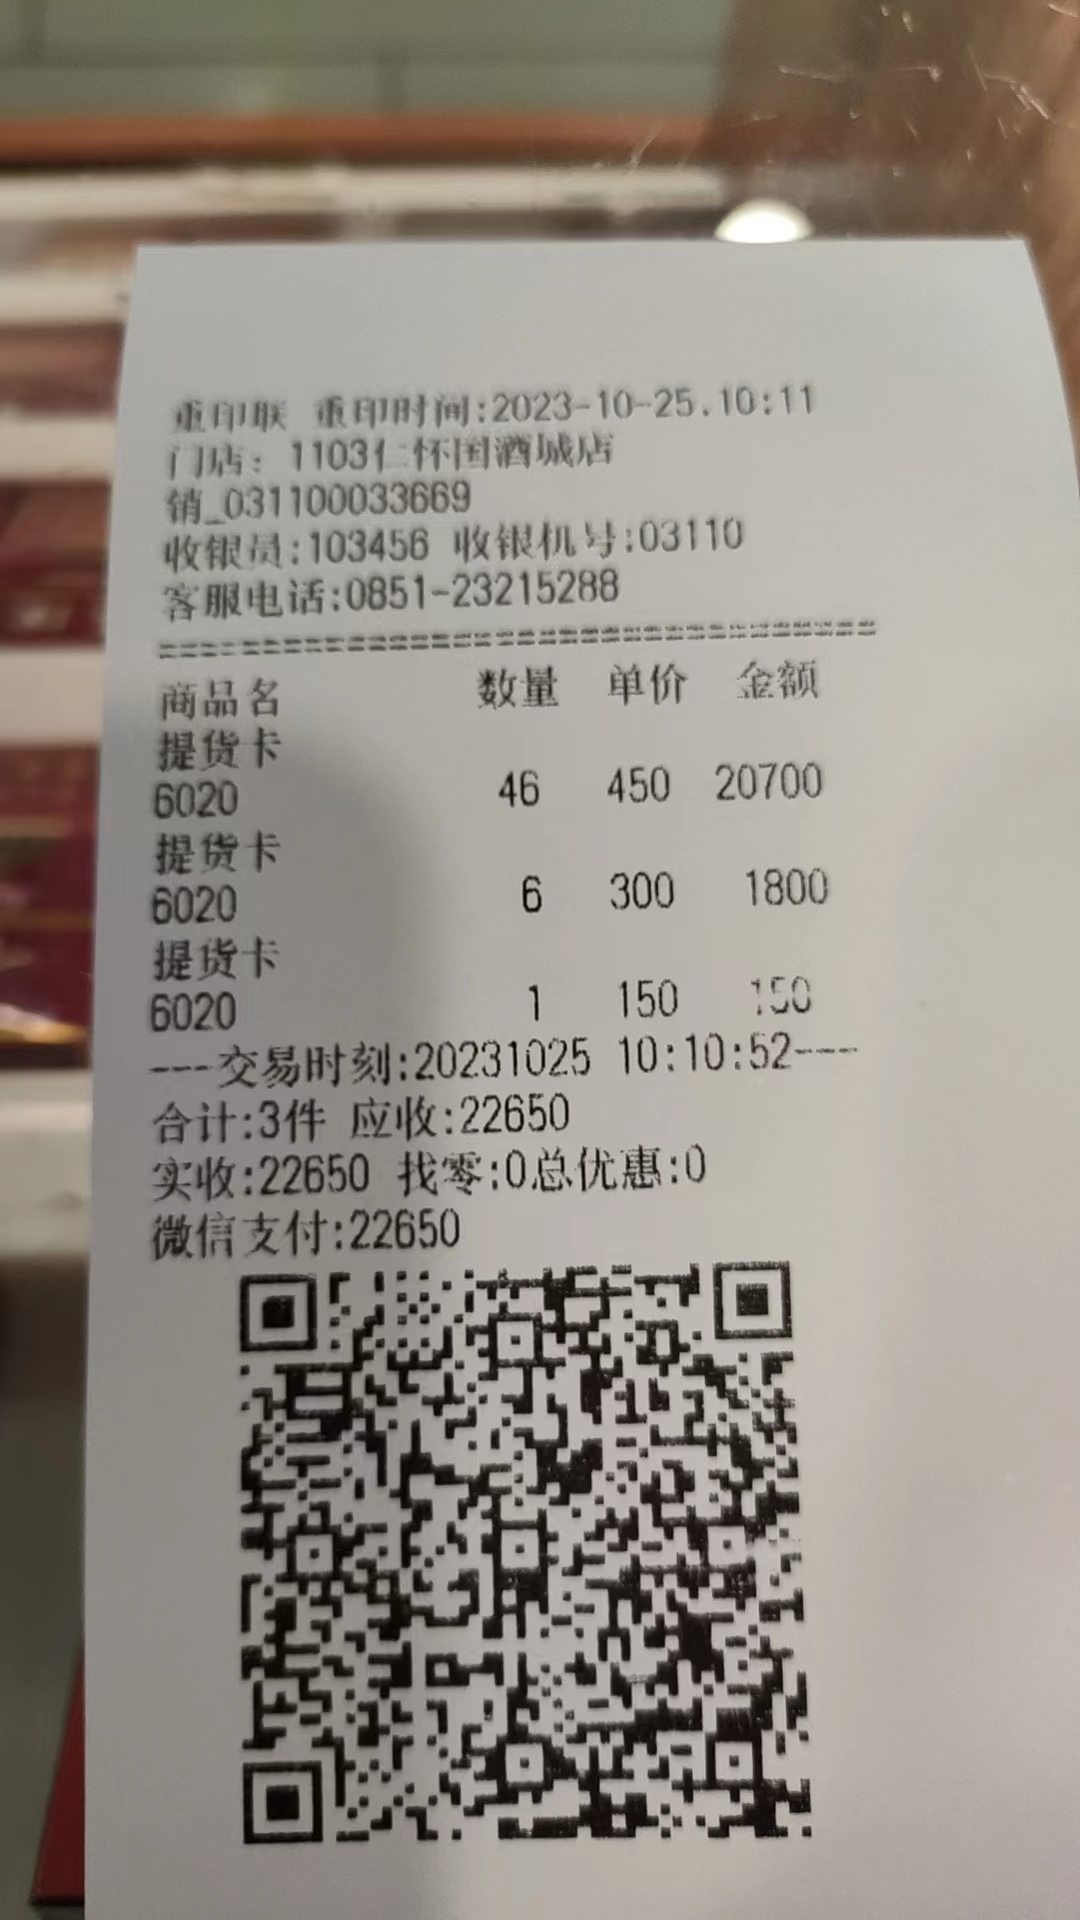 重印联 重印时间:2023-10-25.10:11
门店：1103仁怀国酒城店
销_031100033669
收银员:103456 收银机号:03110
客服电话:0851-23215288
商品名 数量 单价 金额
提货卡
6020 46 450 20700
提货卡
6020 6 300 1800
提货卡
6020 1 150 150
---交易时刻:20231025 10:10:52----
合计:3件 应收:22650
实收:22650 找零:0总优惠:0
微信支付:22650